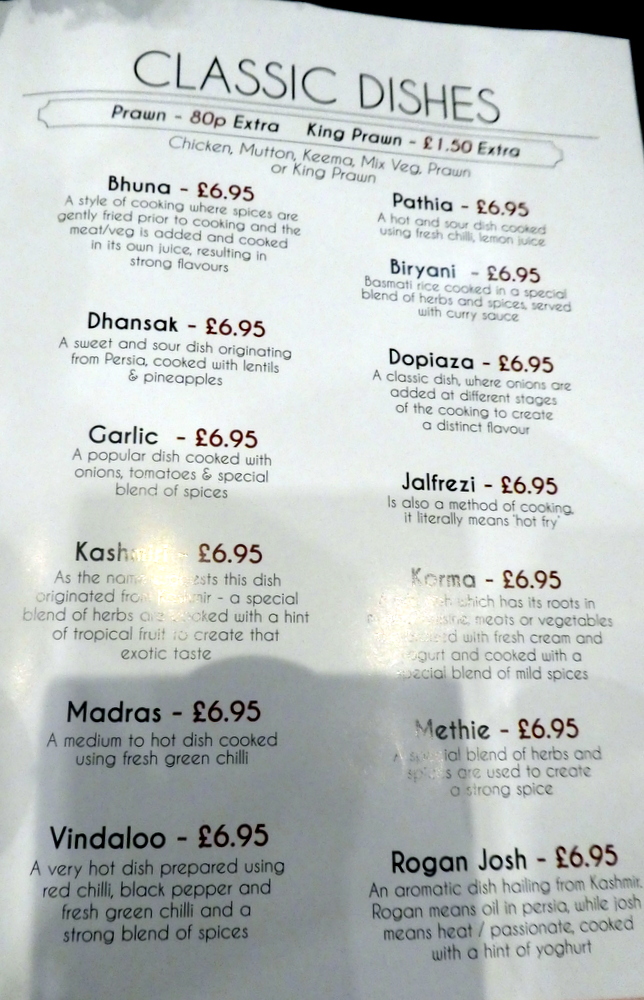 CLASSIC DISHES
Prawn - 80p Extra King Prawn - £1.50 Extra
Chicken, Mutton, Keema, Mix Veg, Prawn
or King Prawn
Bhuna - £6.95
A style of cooking where spices are
gently fried prior to cooking and the
meat/veg is added and cooked
in its own juice, resulting in
strong flavours
Dhansak - £6.95
A sweet and sour dish originating
from Persia, cooked with lentils
& pineapples
Garlic - £6.95
A popular dish cooked with
onions, tomatoes & special
blend of spices
- £6.95
As the this dish
originated - a special
blend of herbs with a hint
of tropical fruit to create that
exotic taste
Madras - £6.95
A medium to hot dish cooked
using fresh green chilli
Vindaloo - £6.95
A very hot dish prepared using
red chilli, black pepper and
fresh green chilli and a
strong blend of spices
Pathia - £6.95
A hot and sour dish cooked
using fresh chilli, lemon juice
Biryani - £6.95
Basmati rice cooked in a special
blend of herbs and spices, served
with curry sauce
Dopiaza - £6.95
A classic dish, where onions are
added at different stages
of the cooking to create
a distinct flavour
Jalfrezi - £6.95
Is also a method of cooking,
it literally means 'hot fry'
Korma - £6.95
which has its roots in
meats or vegetables
with fresh cream and
and cooked with a
special blend of mild spices
Methie - £6.95
blend of herbs and
spices are used to create
a strong spice
Rogan Josh - £6.95
An aromatic dish hailing from Kashmir.
Rogan means oil in persia, while josh
means heat / passionate, cooked
with a hint of yoghurt